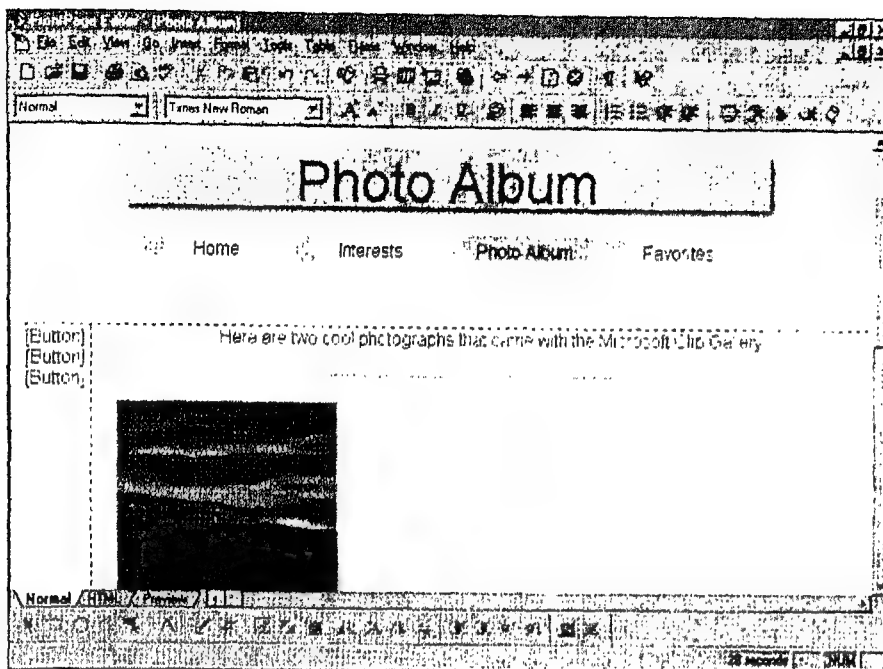 FrontPage Editor - [Photo Album]
File Edit View Go Insert Format Tools Table Frame Window Help
Normal Times New Roman
Photo Album
Home Interests Photo Album Favorites
[Button] Here are two cool photographs that came with the Microsoft Clip Gallery
[Button]
[Button]
Normal HTML Preview
28 seconds NUM